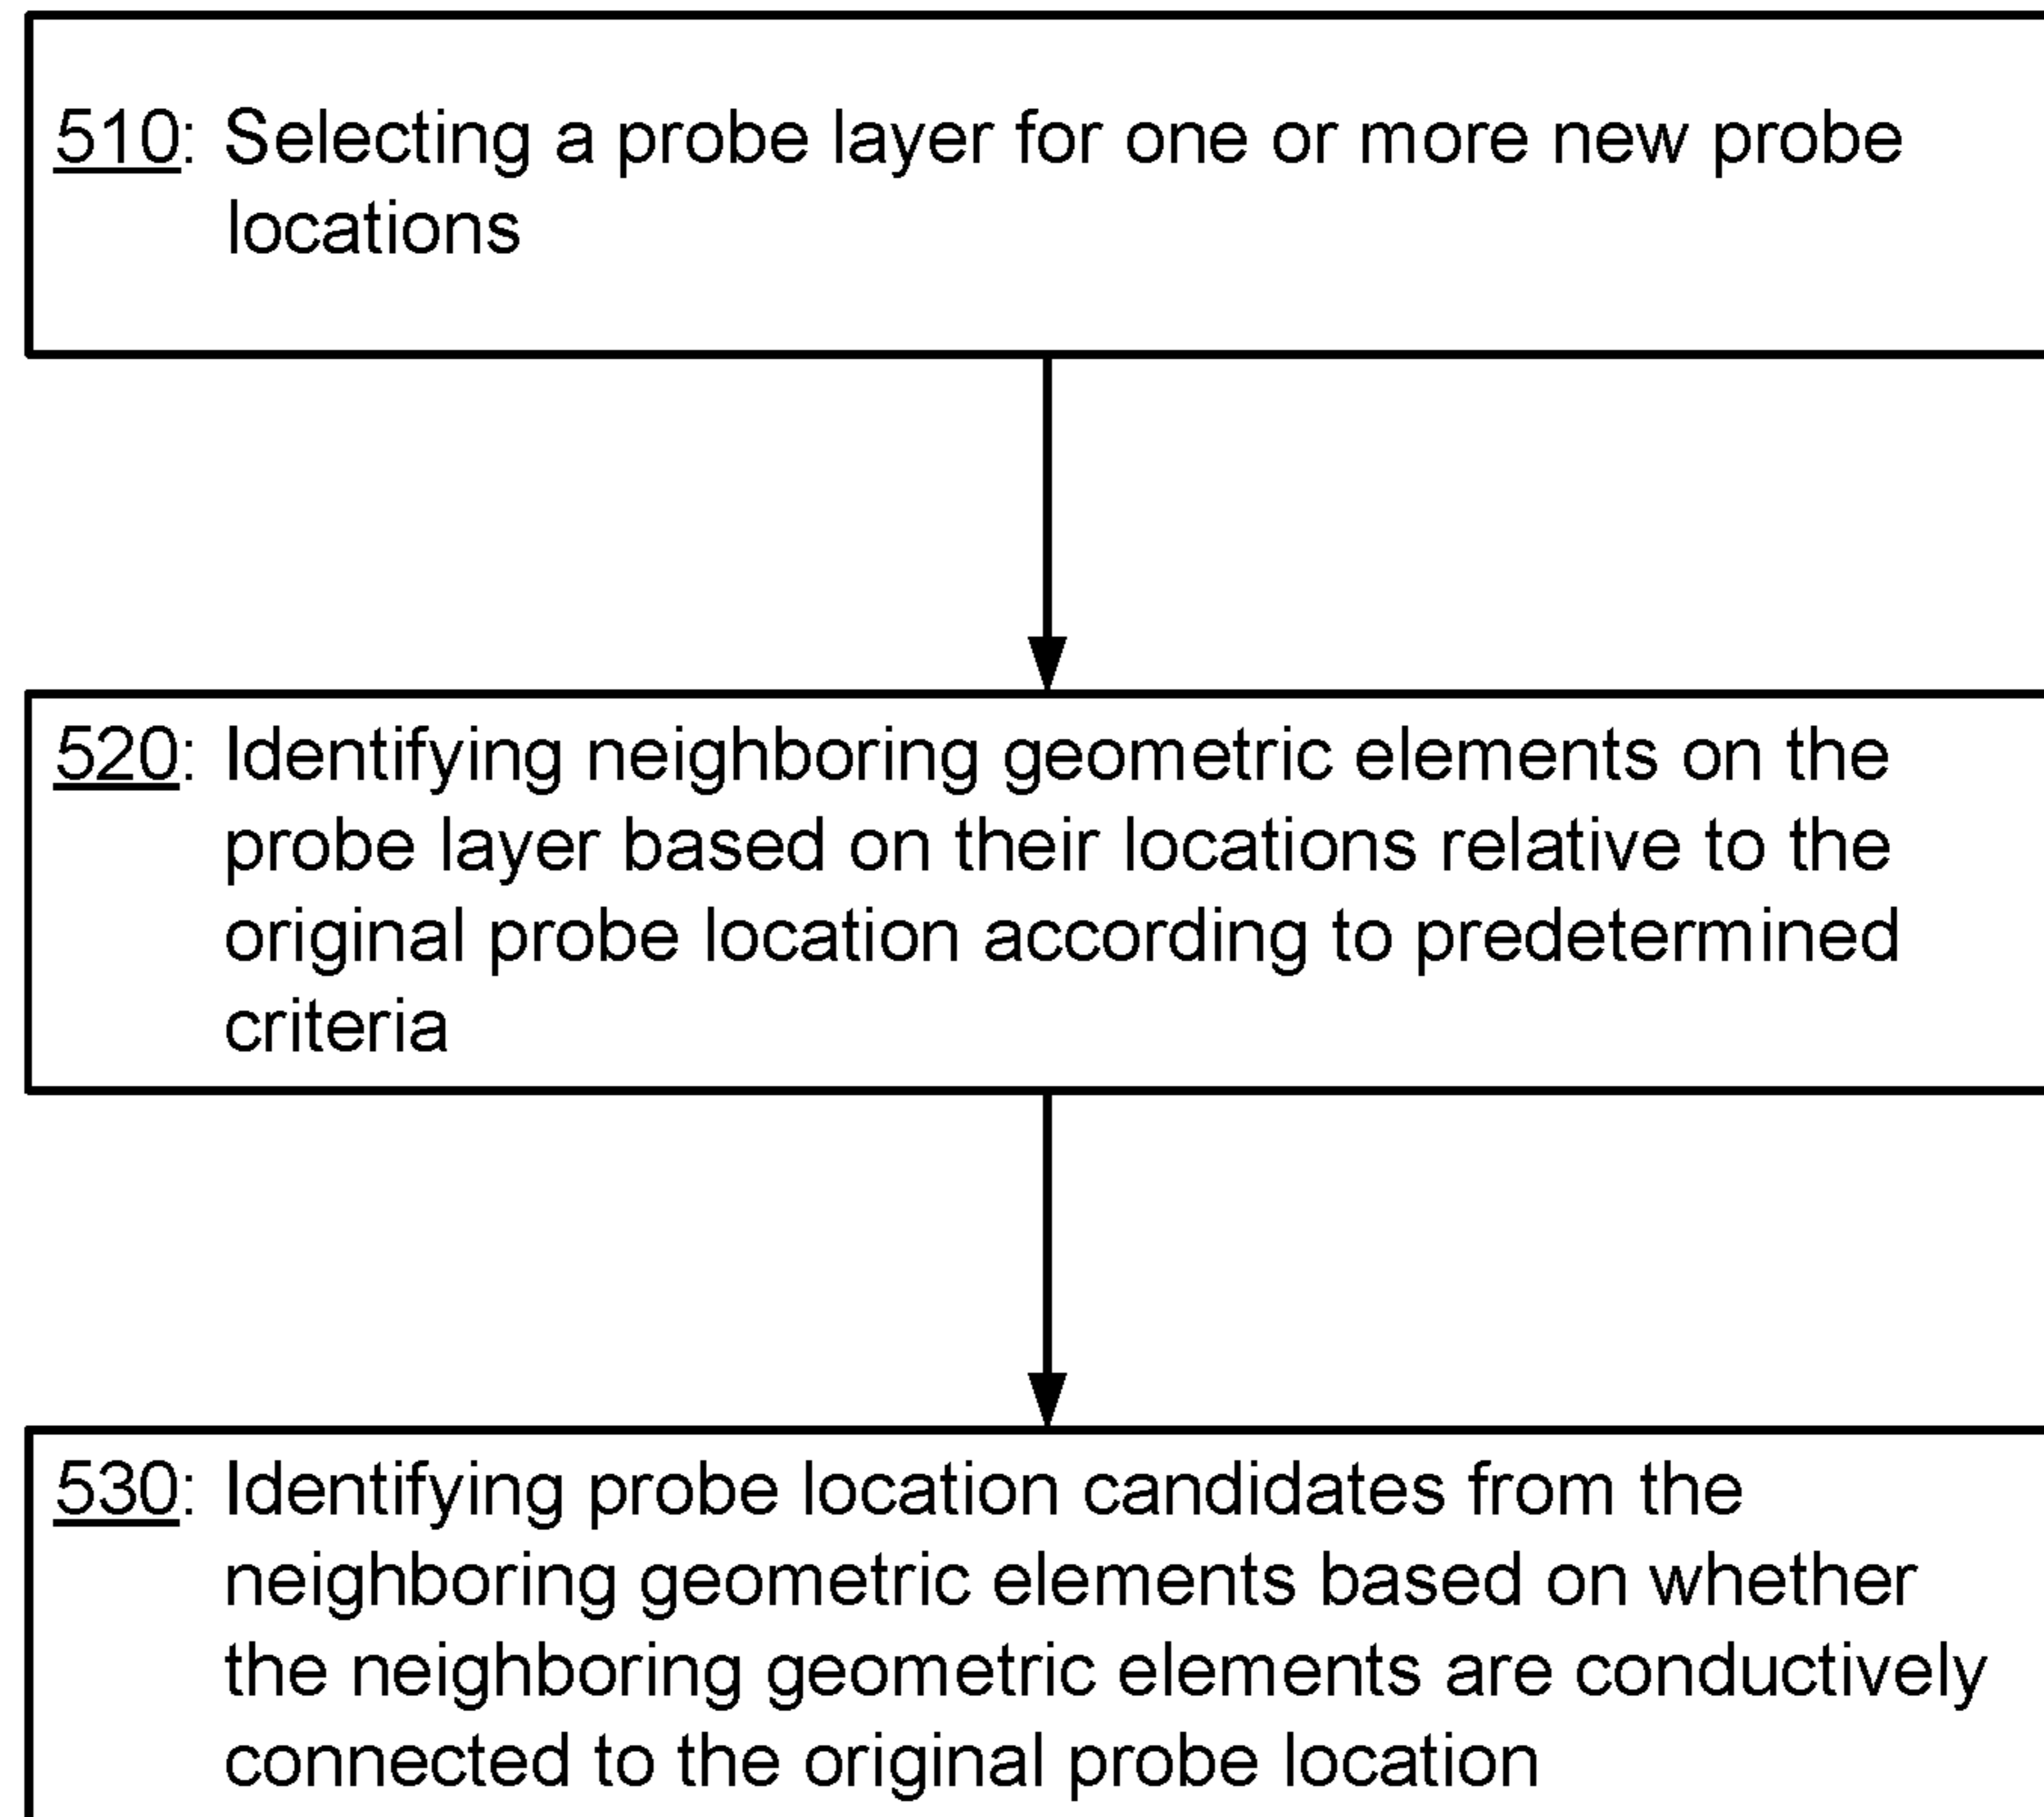 510: Selecting a probe layer for one or more new probe
locations
520: Identifying neighboring geometric elements on the
probe layer based on their locations relative to the
original probe location according to predetermined
criteria
530: Identifying probe location candidates from the
neighboring geometric elements based on whether
the neighboring geometric elements are conductively
connected to the original probe location